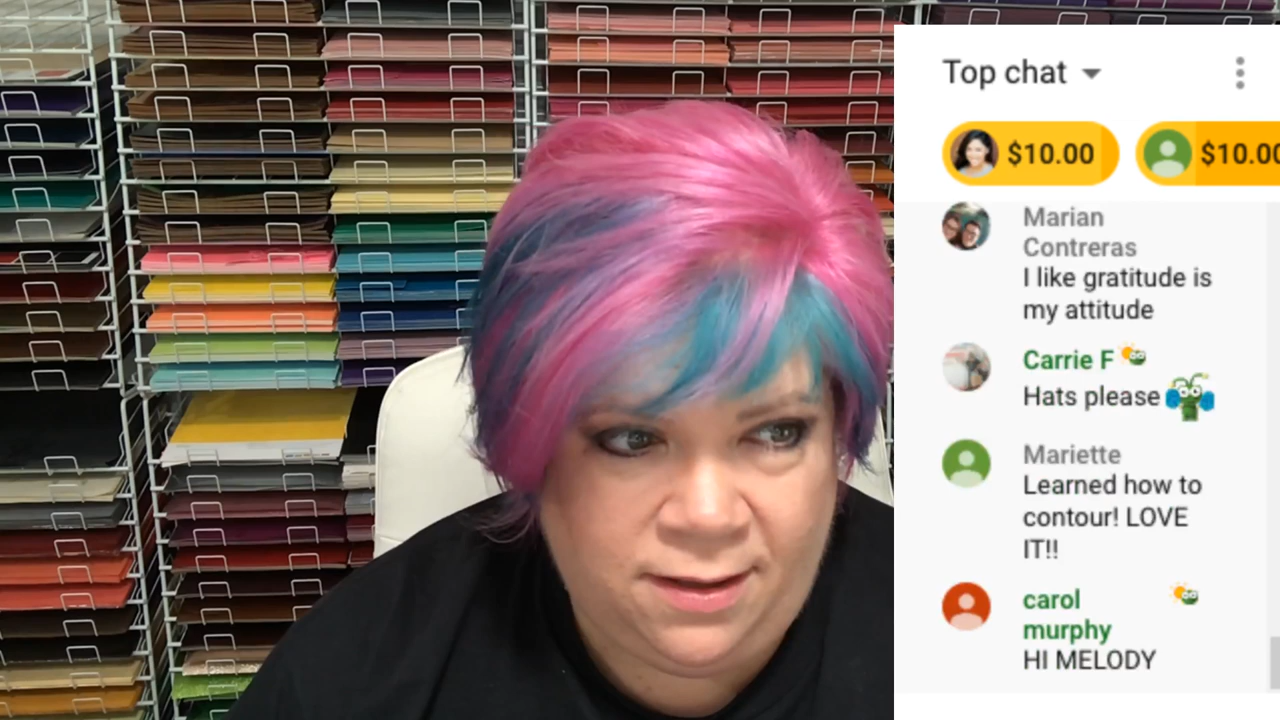 Top chat
$10.00
$10.00
Marian
Contreras
I like gratitude is
my attitude
Carrie F
Hats please
Mariette
Learned how to
contour! LOVE
IT!!
carol
murphy
HI MELODY